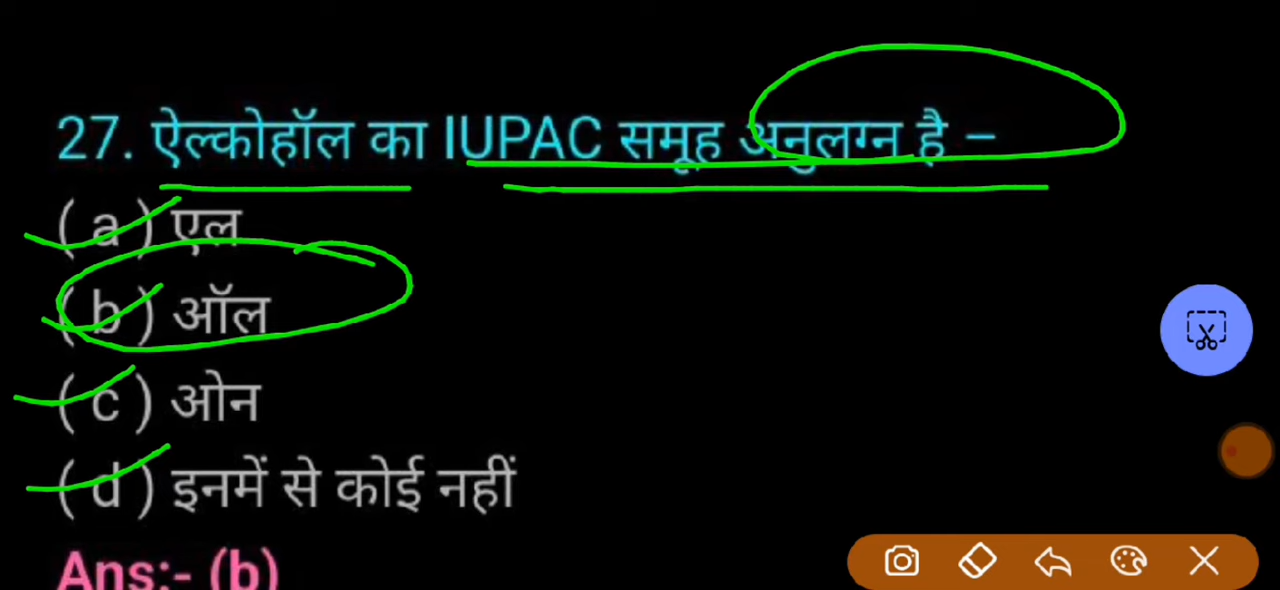 27. ऐल्कोहॉल का IUPAC समूह अनुलग्न है –
( a ) एल
( b ) ऑल
( c ) ओन
( d ) इनमें से कोई नहीं
Ans:- (b)